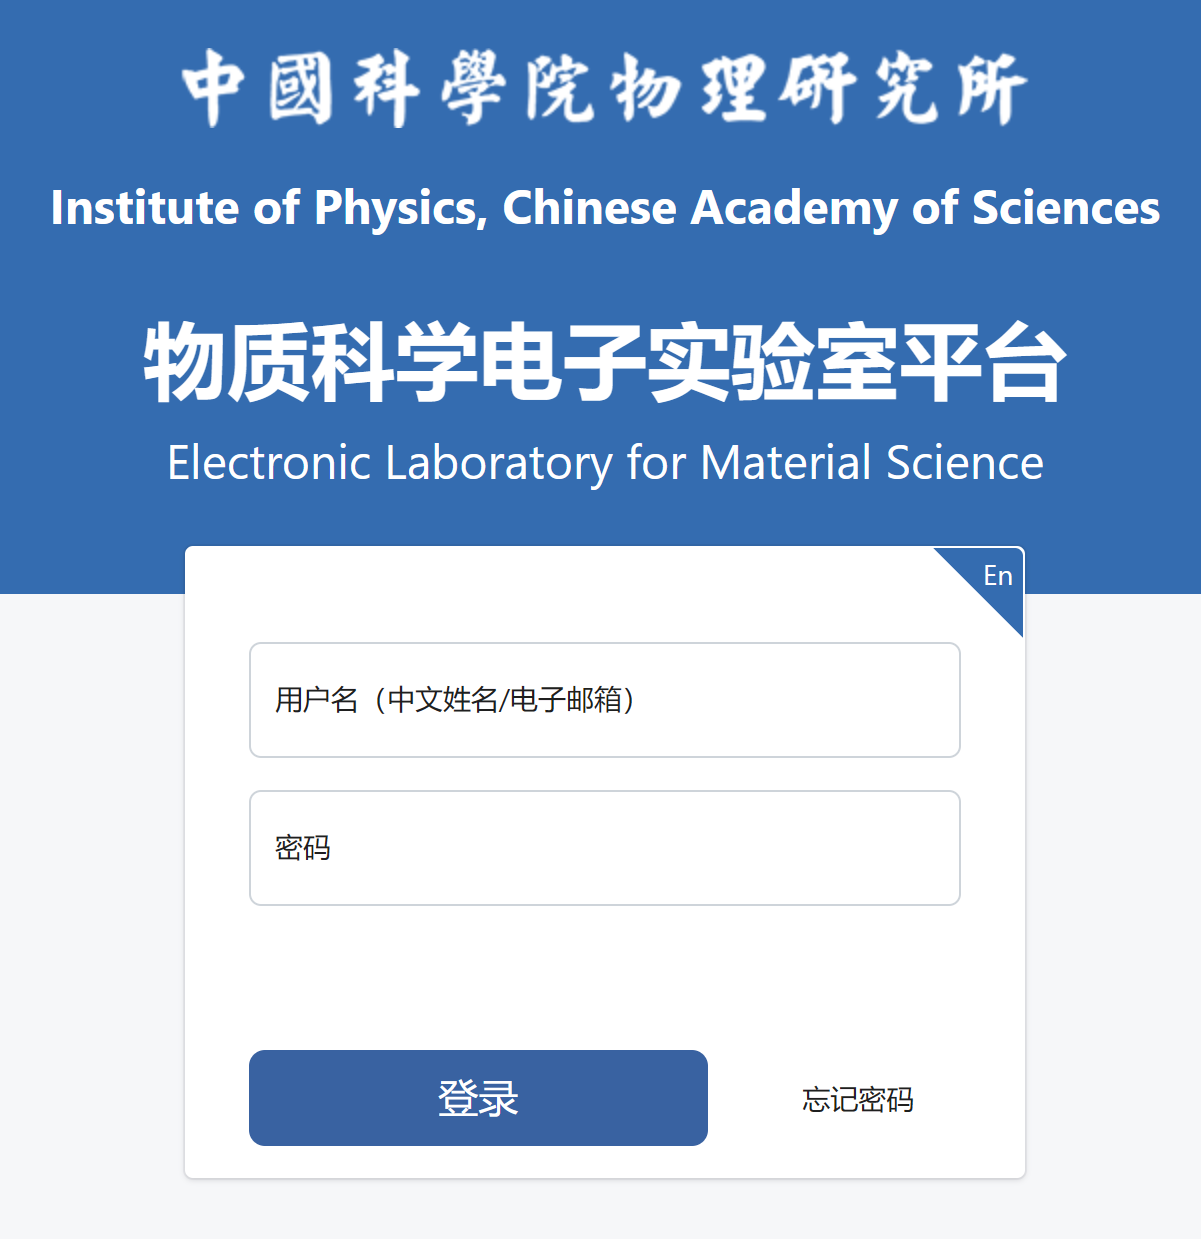 中國科學院物理研究所
Institute of Physics, Chinese Academy of Sciences
物质科学电子实验室平台
Electronic Laboratory for Material Science
En
用户名（中文姓名/电子邮箱）
密码
登录 忘记密码